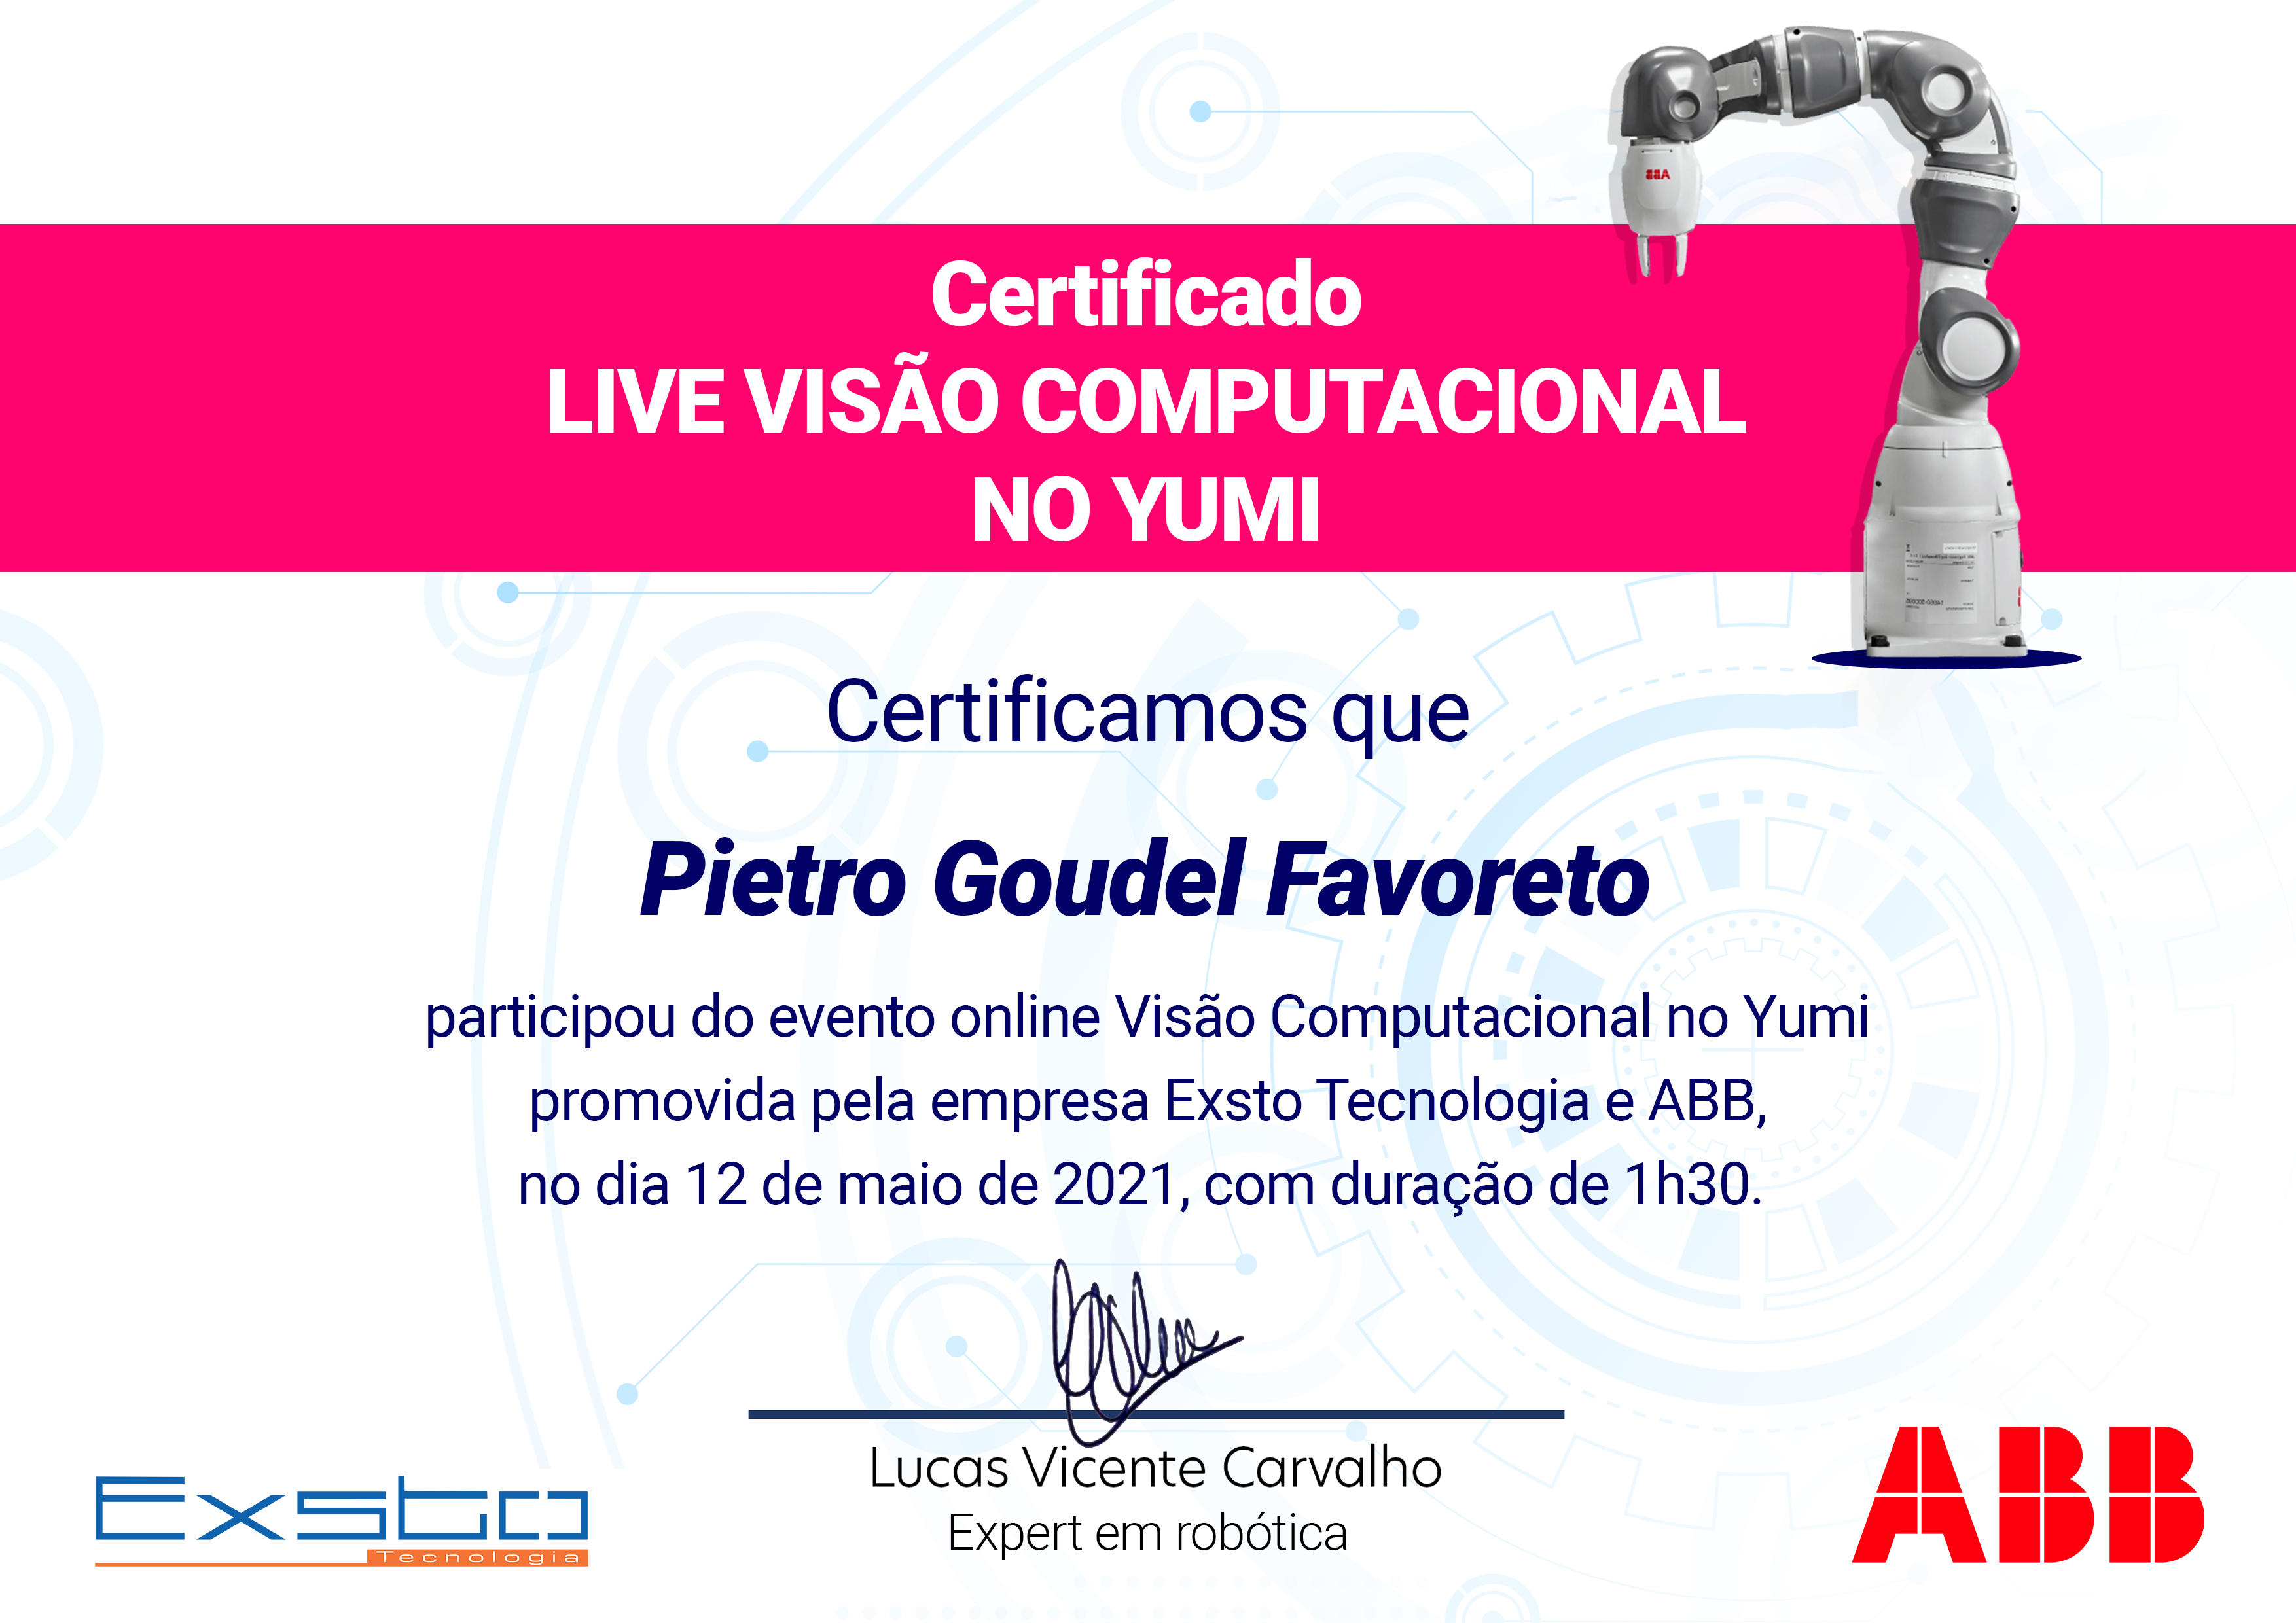 ABB
Certificado
LIVE VISÃO COMPUTACIONAL
NO YUMI
Certificamos que
Pietro Goudel Favoreto
participou do evento online Visão Computacional no Yumi
promovida pela empresa Exsto Tecnologia e ABB,
no dia 12 de maio de 2021, com duração de 1h30.
Lucas Vicente Carvalho
Expert em robótica
Exsto
Tecnologia
ABB